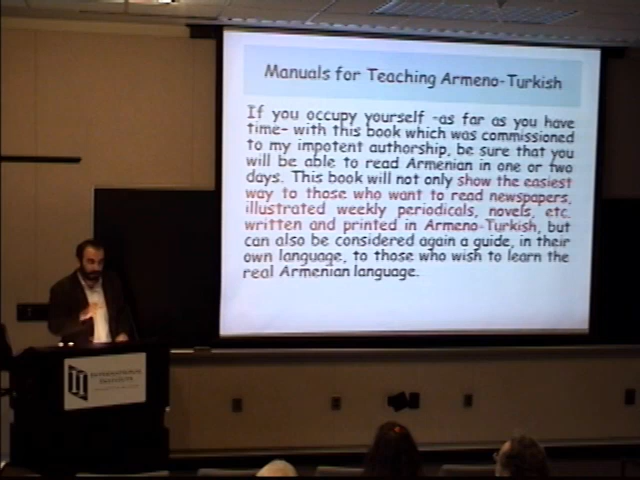 Manuals for Teaching Armeno-Turkish
If you occupy yourself -as far as you have
time- with this book which was commissioned
to my impotent authorship, be sure that you
will be able to read Armenian in one or two
days. This book will not only show the easiest
way to those who want to read newspapers,
illustrated weekly periodicals, novels, etc.
written and printed in Armeno-Turkish, but
can also be considered again a guide, in their
own language, to those who wish to learn the
real Armenian language.
INTERNATIONAL
INSTITUTE